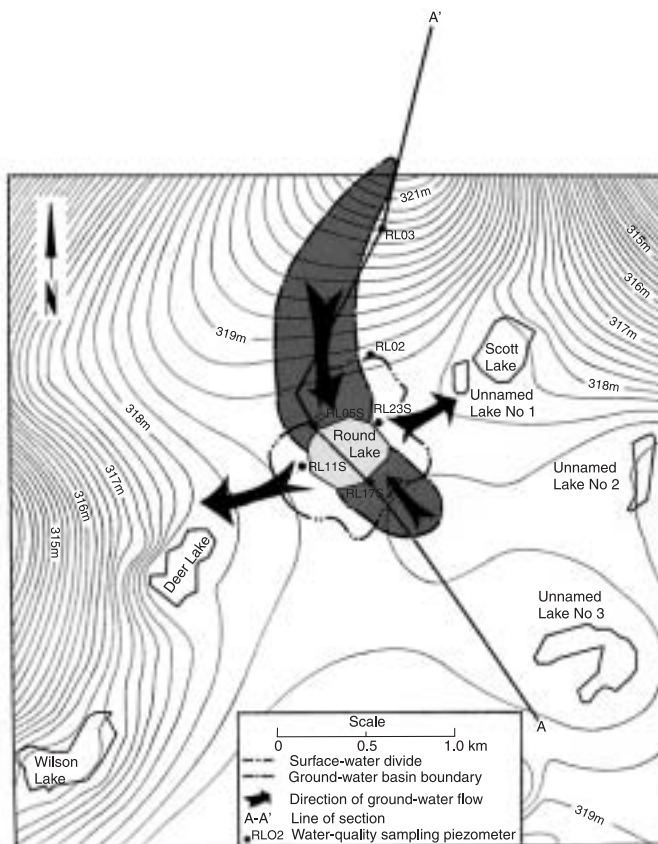 A'
321m
RL03
315m
316m
317m
318m
319m
RL02
Scott
Lake
Unnamed
Lake No 1
RL05S
RL23S
Round
Lake
RL11S
RL17S
318m
317m
316m
315m
Deer Lake
Unnamed
Lake No 2
Unnamed
Lake No 3
A
Wilson
Lake
319m
N
Scale
0 0.5 1.0 km
Surface-water divide
Ground-water basin boundary
Direction of ground-water flow
A-A' Line of section
RLO2 Water-quality sampling piezometer